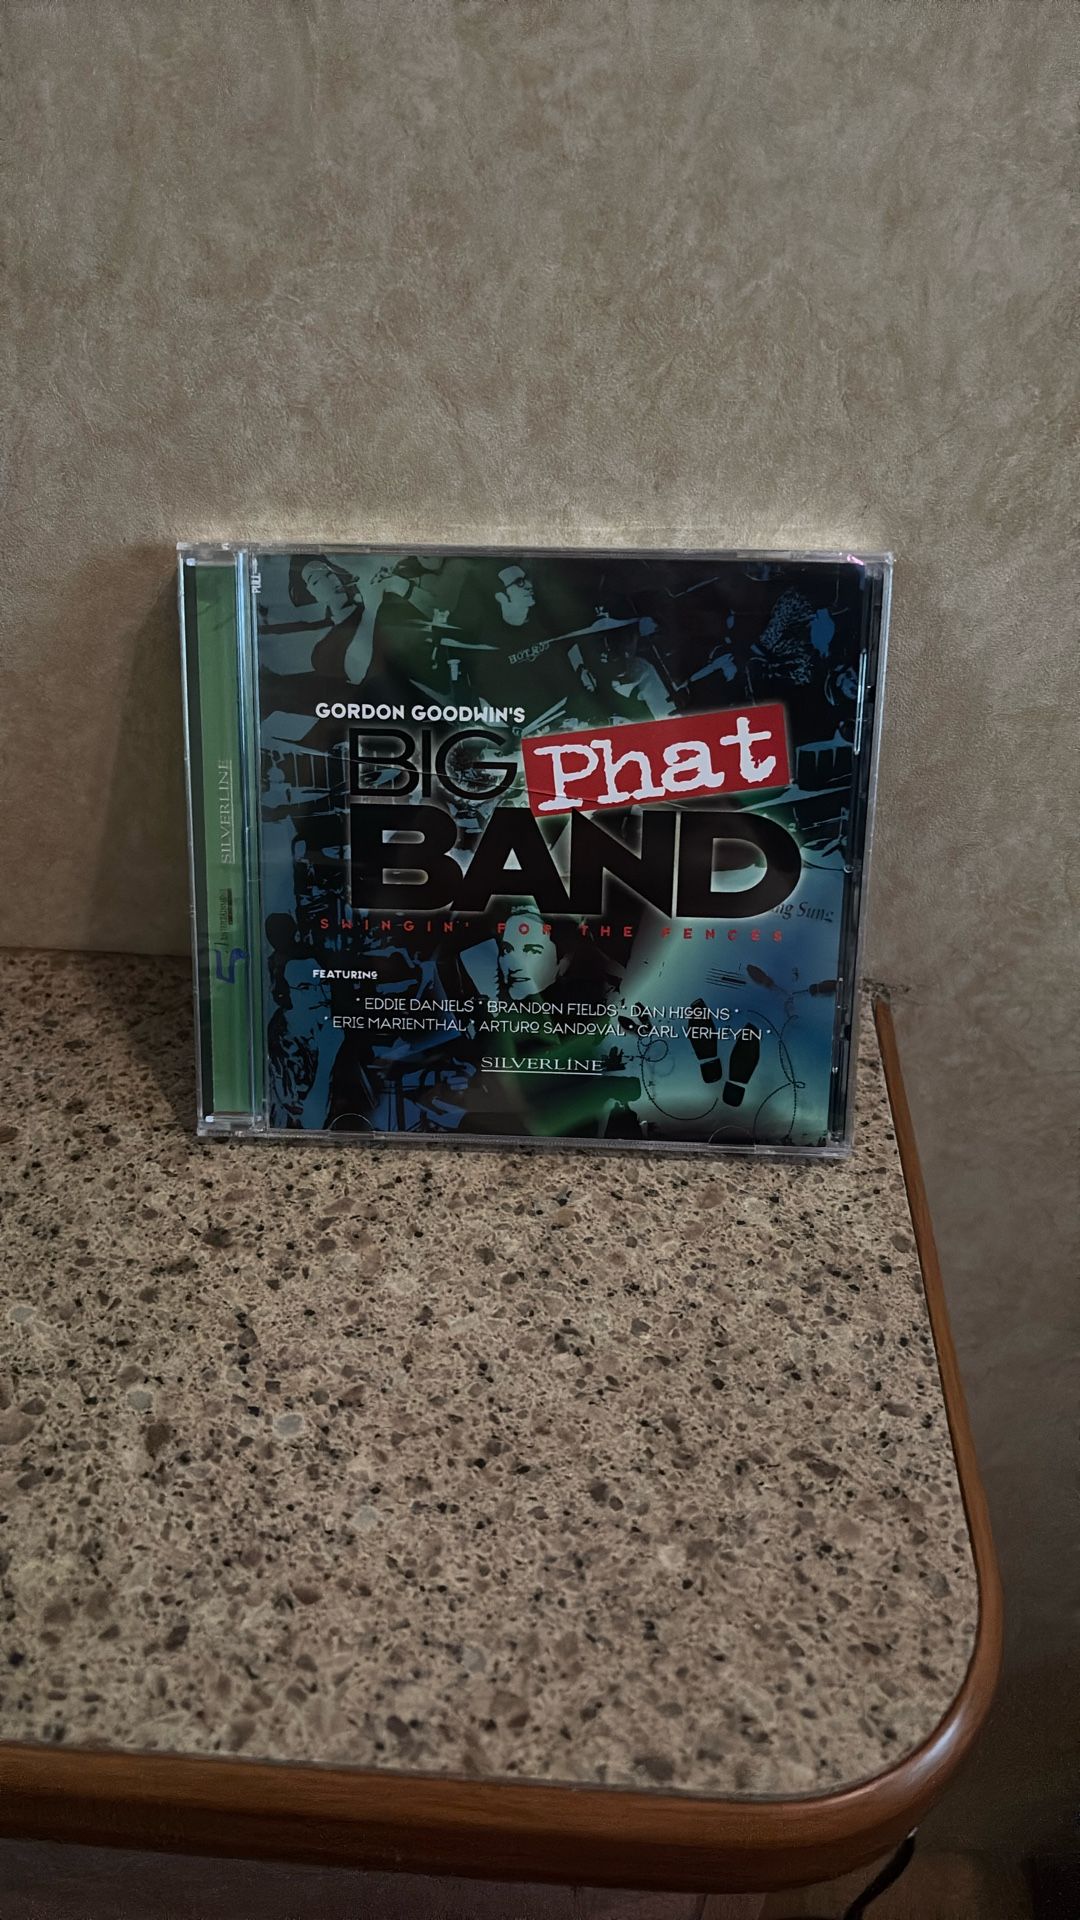 PULL
GORDON GOODWIN'S
BIG Phat
BAND
SWINGIN' FOR THE FENCES
FEATURING
* EDDIE DANIELS * BRANDON FIELDS * DAN HIGGINS *
* ERIC MARIENTHAL * ARTURO SANDOVAL * CARL VERHEYEN *
SILVERLINE
SILVERLINE